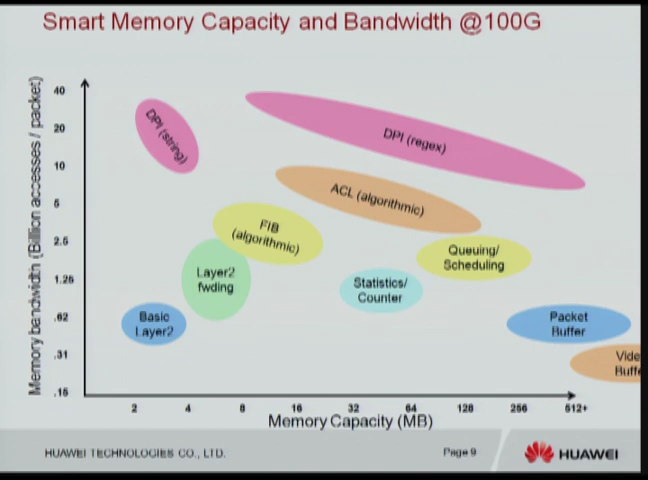 Smart Memory Capacity and Bandwidth @100G
Memory bandwidth (Billion accesses / packet)
40
20
10
5
2.5
1.25
.62
.31
.15
DPI (string)
DPI (regex)
ACL (algorithmic)
FIB
(algorithmic)
Queuing/
Scheduling
Layer2
fwding
Statistics/
Counter
Basic
Layer2
Packet
Buffer
Vide
Buffe
2 4 8 16 32 64 128 256 512+
Memory Capacity (MB)
HUAWEI TECHNOLOGIES CO., LTD.
Page 9
HUAWEI